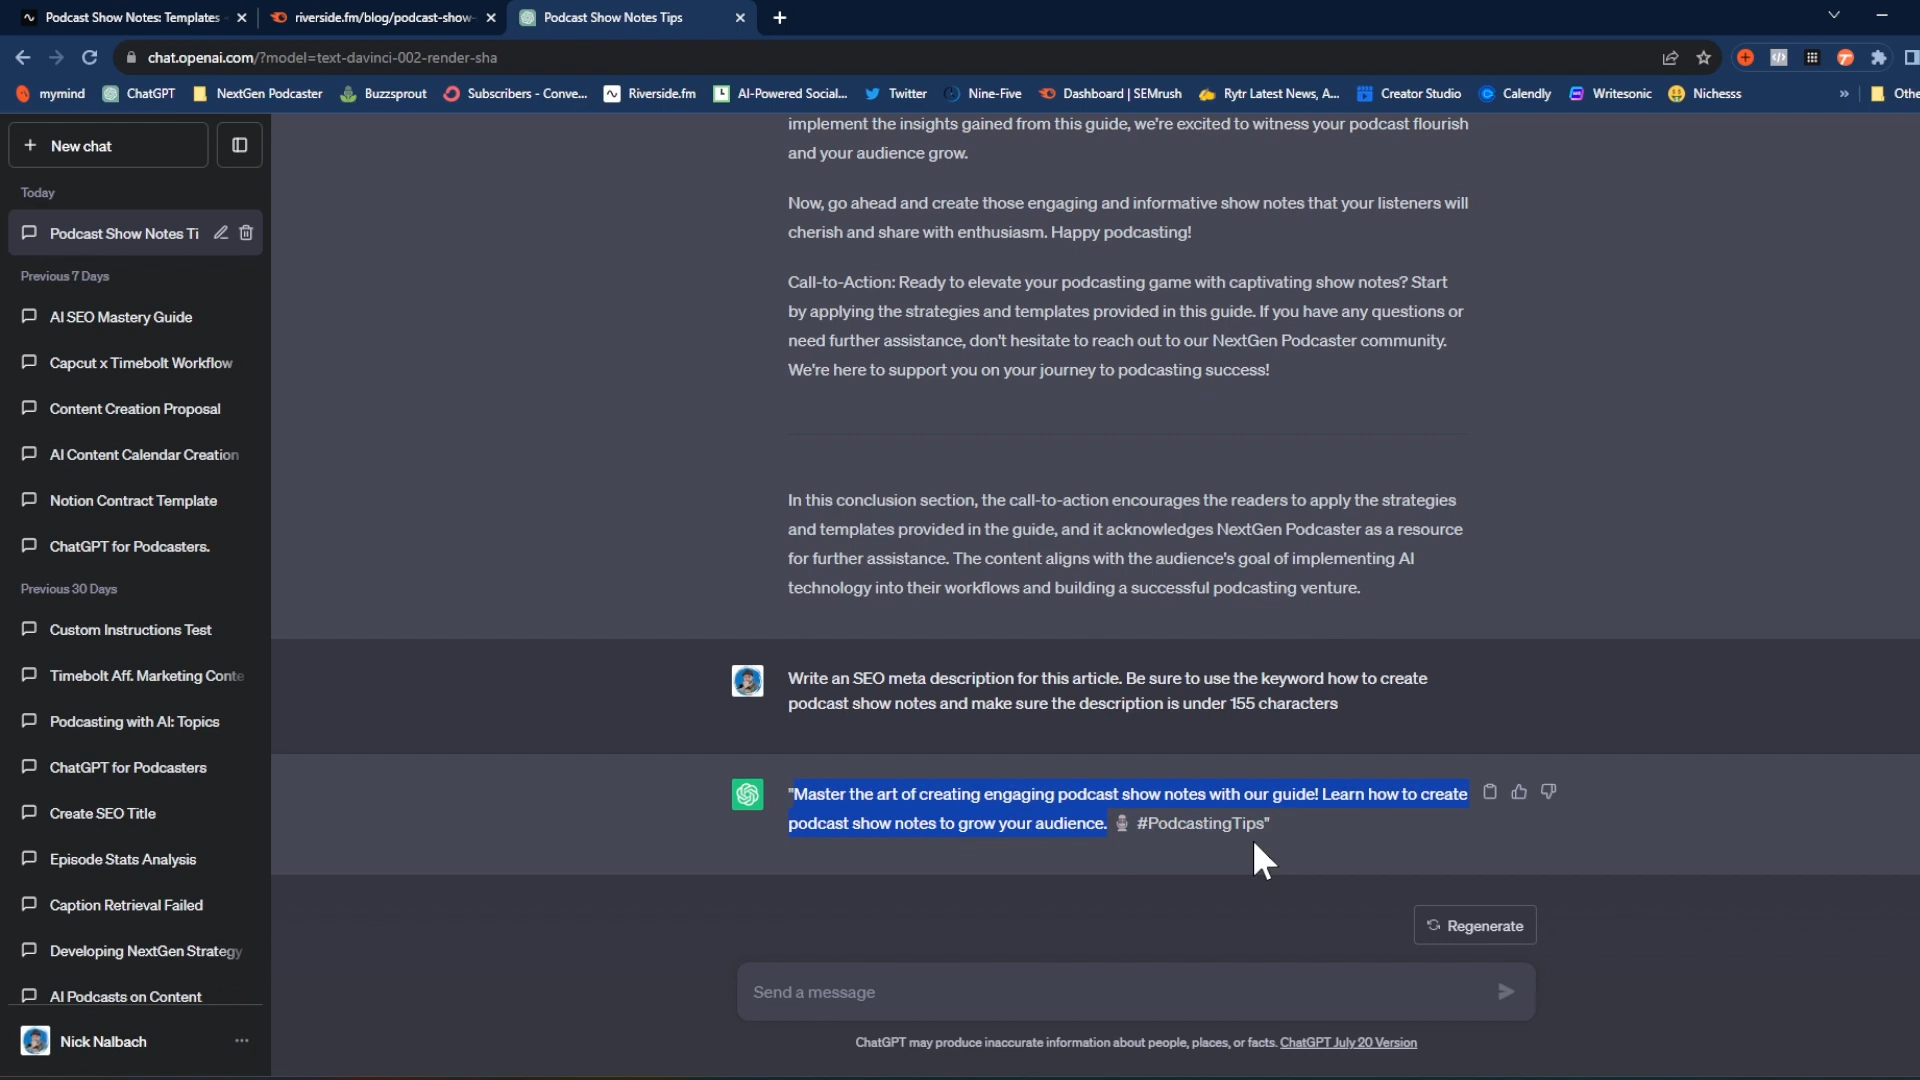 Podcast Show Notes: Templates
riverside.fm/blog/podcast-show-
Podcast Show Notes Tips
chat.openai.com/?model=text-davinci-002-render-sha
mymind
ChatGPT
NextGen Podcaster
Buzzsprout
Subscribers - Conve...
Riverside.fm
AI-Powered Social...
Twitter
Nine-Five
Dashboard | SEMrush
Rytr Latest News, A...
Creator Studio
Calendly
Writesonic
Nichesss
»
Othe
+ New chat
Today
Podcast Show Notes Ti
Previous 7 Days
AI SEO Mastery Guide
Capcut x Timebolt Workflow
Content Creation Proposal
AI Content Calendar Creation
Notion Contract Template
ChatGPT for Podcasters.
Previous 30 Days
Custom Instructions Test
Timebolt Aff. Marketing Conte
Podcasting with AI: Topics
ChatGPT for Podcasters
Create SEO Title
Episode Stats Analysis
Caption Retrieval Failed
Developing NextGen Strategy
AI Podcasts on Content
Nick Nalbach
implement the insights gained from this guide, we're excited to witness your podcast flourish
and your audience grow.
Now, go ahead and create those engaging and informative show notes that your listeners will
cherish and share with enthusiasm. Happy podcasting!
Call-to-Action: Ready to elevate your podcasting game with captivating show notes? Start
by applying the strategies and templates provided in this guide. If you have any questions or
need further assistance, don't hesitate to reach out to our NextGen Podcaster community.
We're here to support you on your journey to podcasting success!
In this conclusion section, the call-to-action encourages the readers to apply the strategies
and templates provided in the guide, and it acknowledges NextGen Podcaster as a resource
for further assistance. The content aligns with the audience's goal of implementing AI
technology into their workflows and building a successful podcasting venture.
Write an SEO meta description for this article. Be sure to use the keyword how to create
podcast show notes and make sure the description is under 155 characters
"Master the art of creating engaging podcast show notes with our guide! Learn how to create
podcast show notes to grow your audience. 🎙️ #PodcastingTips"
Regenerate
Send a message
ChatGPT may produce inaccurate information about people, places, or facts. ChatGPT July 20 Version